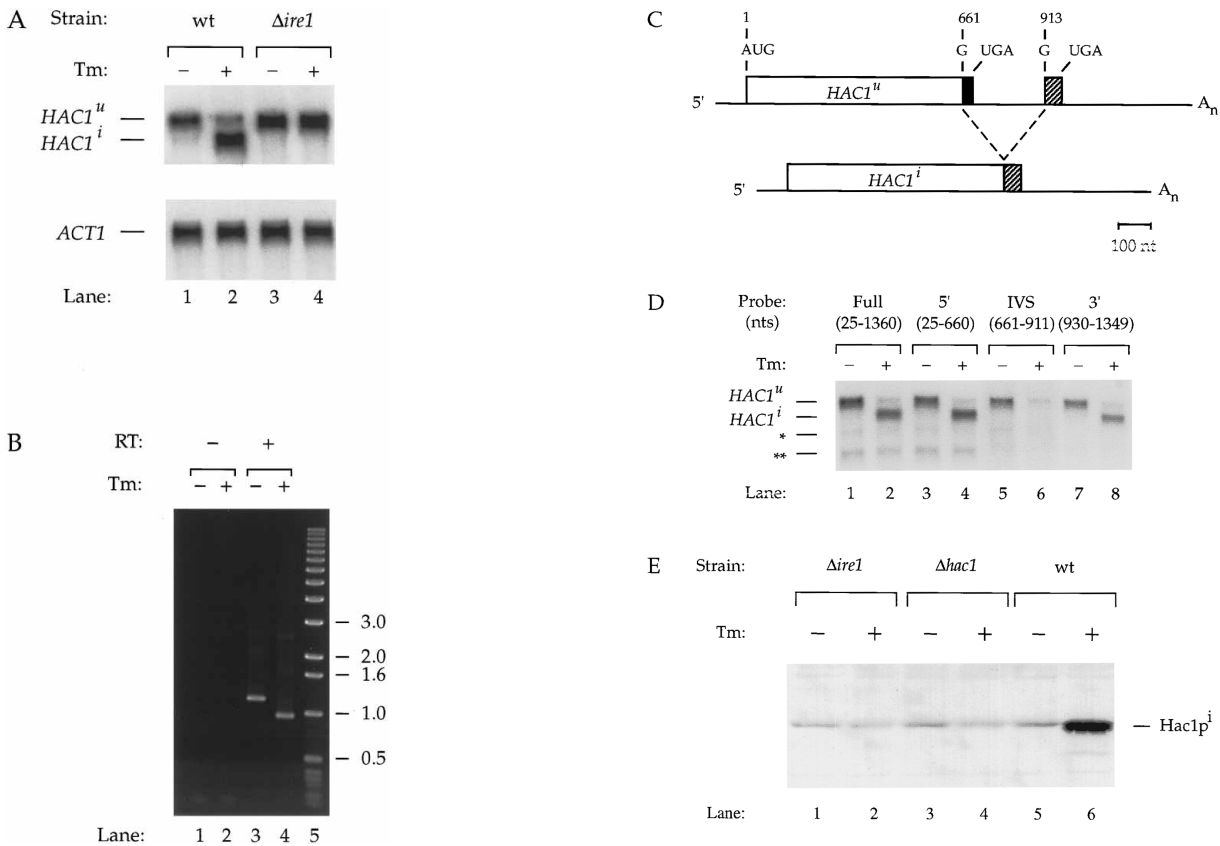 A
Strain: wt Δire1
Tm: − + − +
HAC1ᵘ
HAC1ⁱ
ACT1
Lane: 1 2 3 4
B
RT: − +
Tm: − + − +
3.0
2.0
1.6
1.0
0.5
Lane: 1 2 3 4 5
C
1 661 913
AUG G UGA G UGA
5' HAC1ᵘ Aₙ
5' HAC1ⁱ Aₙ
100 nt
D
Probe: Full 5' IVS 3'
(nts) (25-1360) (25-660) (661-911) (930-1349)
Tm: − + − + − + − +
HAC1ᵘ
HAC1ⁱ
*
**
Lane: 1 2 3 4 5 6 7 8
E
Strain: Δire1 Δhac1 wt
Tm: − + − + − +
Hac1pⁱ
Lane: 1 2 3 4 5 6